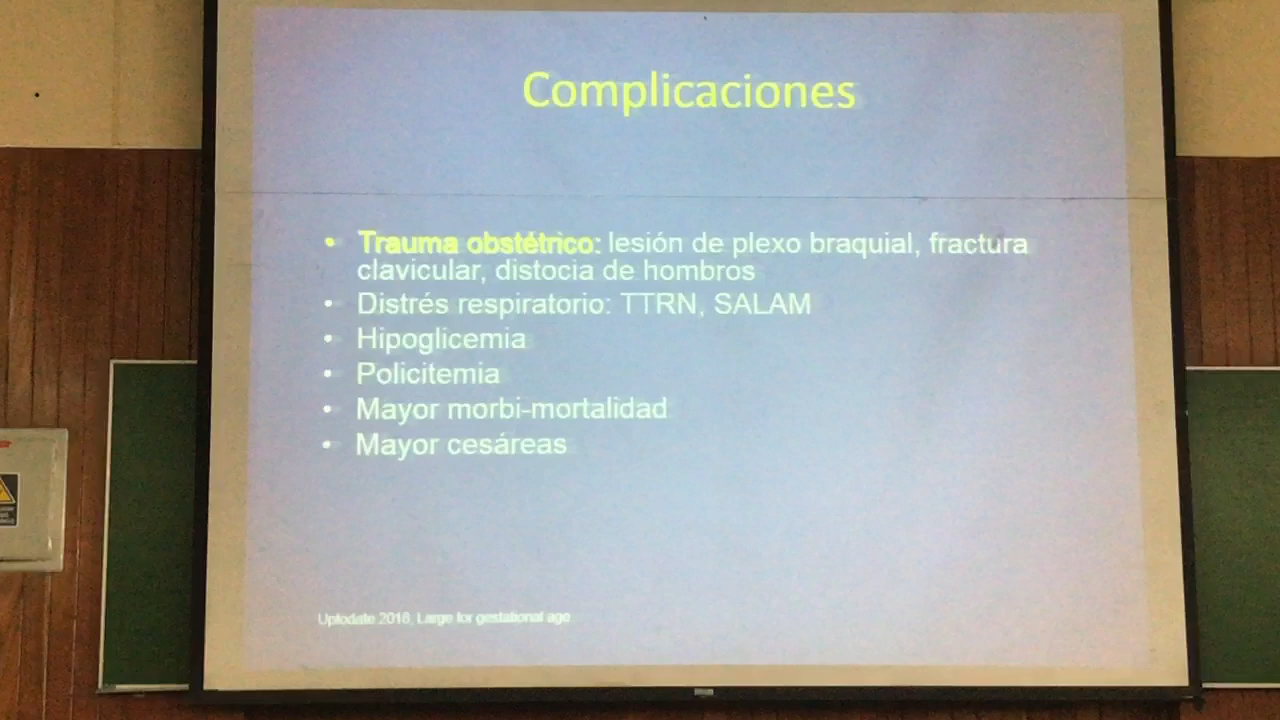 Complicaciones
• Trauma obstétrico: lesión de plexo braquial, fractura
clavicular, distocia de hombros
• Distrés respiratorio: TTRN, SALAM
• Hipoglicemia
• Policitemia
• Mayor morbi-mortalidad
• Mayor cesáreas
Uptodate 2018, Large for gestational age